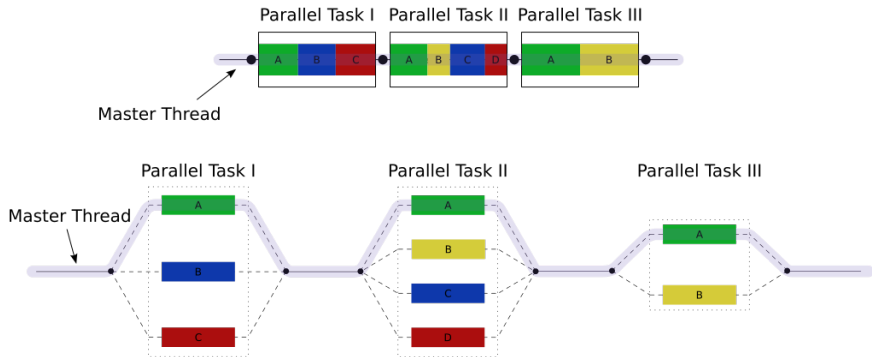 Parallel Task I Parallel Task II Parallel Task III
A B C A B C D A B
Master Thread
Parallel Task I Parallel Task II Parallel Task III
A A
Master Thread
A
B
B
C
B
C D